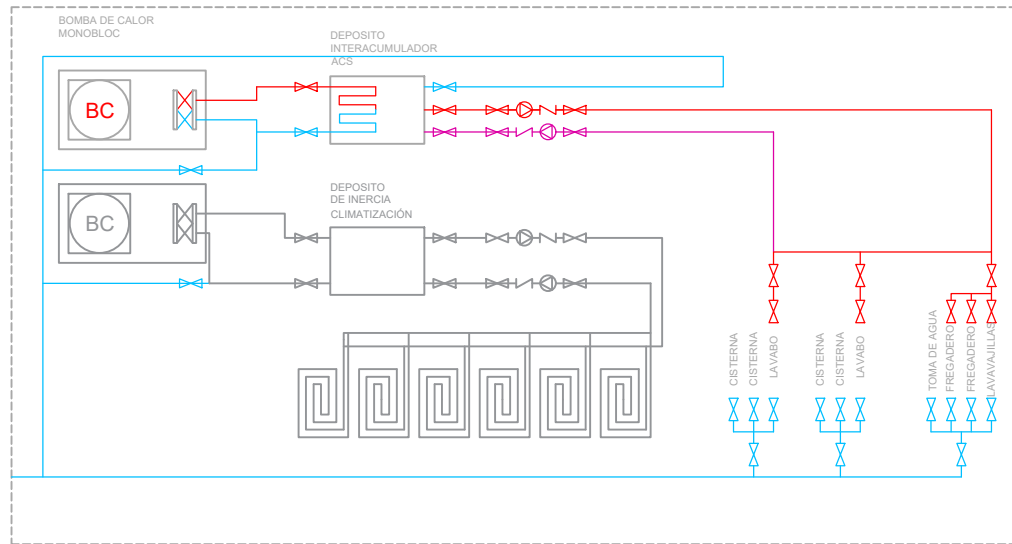 BOMBA DE CALOR
MONOBLOC
DEPOSITO
INTERACUMULADOR
ACS
BC
DEPOSITO
DE INERCIA
CLIMATIZACIÓN
BC
CISTERNA
CISTERNA
LAVABO
CISTERNA
CISTERNA
LAVABO
TOMA DE AGUA
FREGADERO
FREGADERO
LAVAVAJILLAS